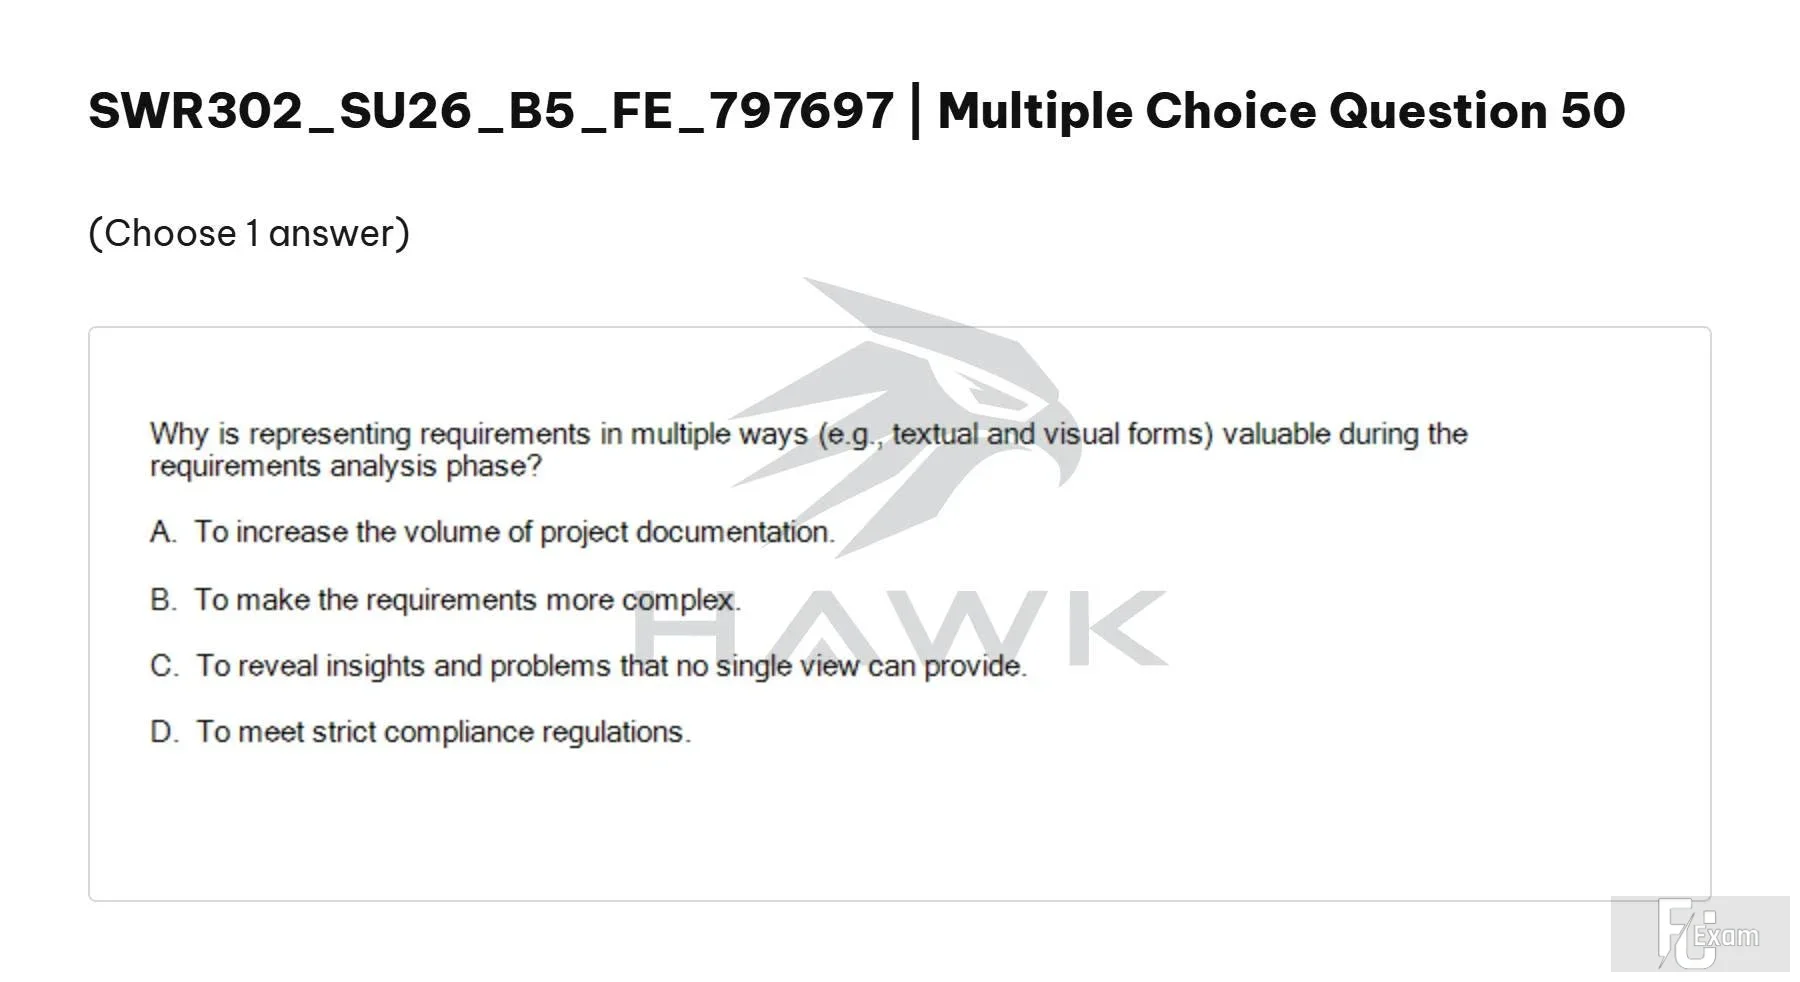 SWR302_SU26_B5_FE_797697 | Multiple Choice Question 50
(Choose 1 answer)
Why is representing requirements in multiple ways (e.g., textual and visual forms) valuable during the
requirements analysis phase?
A. To increase the volume of project documentation.
B. To make the requirements more complex.
C. To reveal insights and problems that no single view can provide.
D. To meet strict compliance regulations.
HAWK
FU Exam